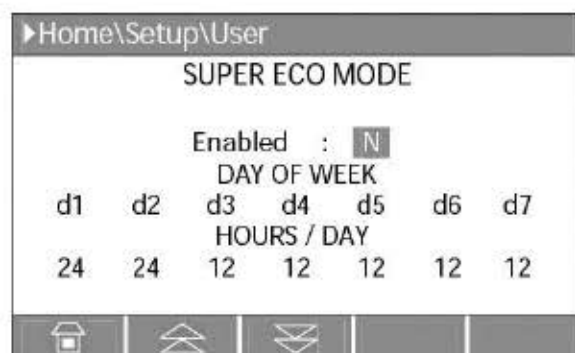 ▶Home\Setup\User
SUPER ECO MODE
Enabled : N
DAY OF WEEK
d1 d2 d3 d4 d5 d6 d7
HOURS / DAY
24 24 12 12 12 12 12